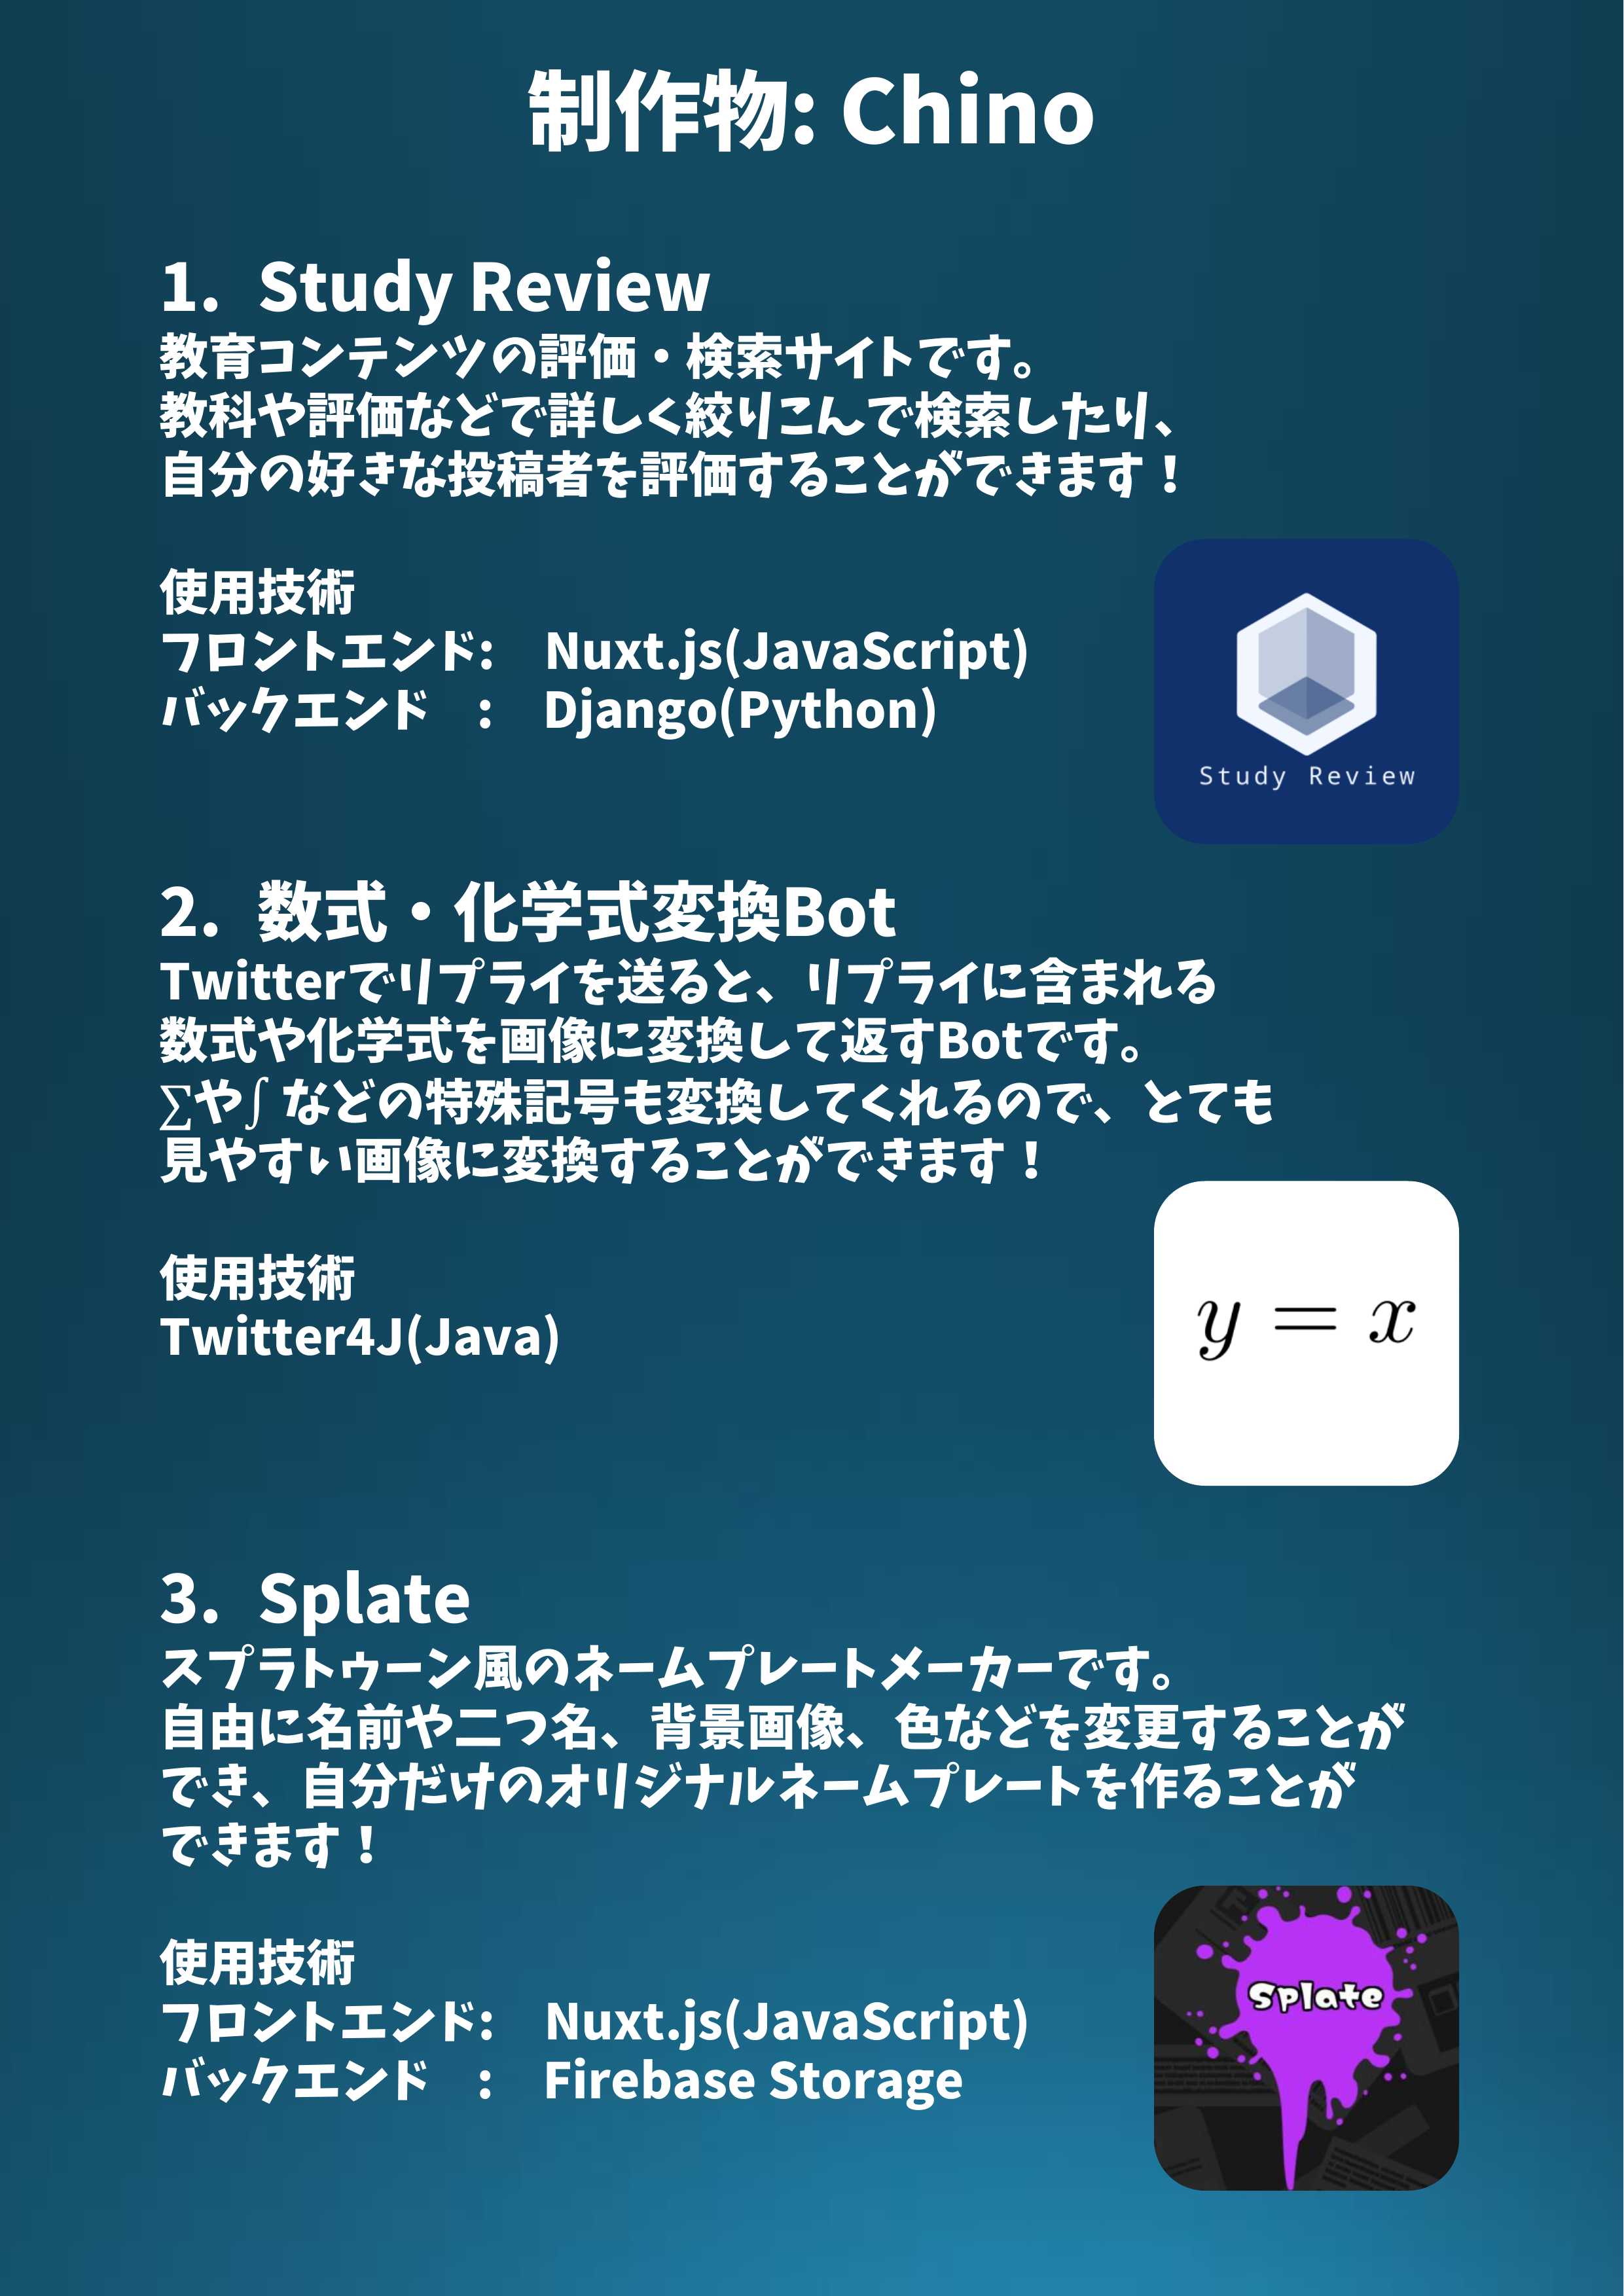 制作物: Chino
1. Study Review
教育コンテンツの評価・検索サイトです。
教科や評価などで詳しく絞りこんで検索したり、
自分の好きな投稿者を評価することができます！
使用技術
フロントエンド:　Nuxt.js(JavaScript)
バックエンド　:　Django(Python)
Study Review
2. 数式・化学式変換Bot
Twitterでリプライを送ると、リプライに含まれる
数式や化学式を画像に変換して返すBotです。
∑や∫ などの特殊記号も変換してくれるので、とても
見やすい画像に変換することができます！
使用技術
Twitter4J(Java)
y = x
3. Splate
スプラトゥーン風のネームプレートメーカーです。
自由に名前や二つ名、背景画像、色などを変更することが
でき、自分だけのオリジナルネームプレートを作ることが
できます！
使用技術
フロントエンド:　Nuxt.js(JavaScript)
バックエンド　:　Firebase Storage
Splate